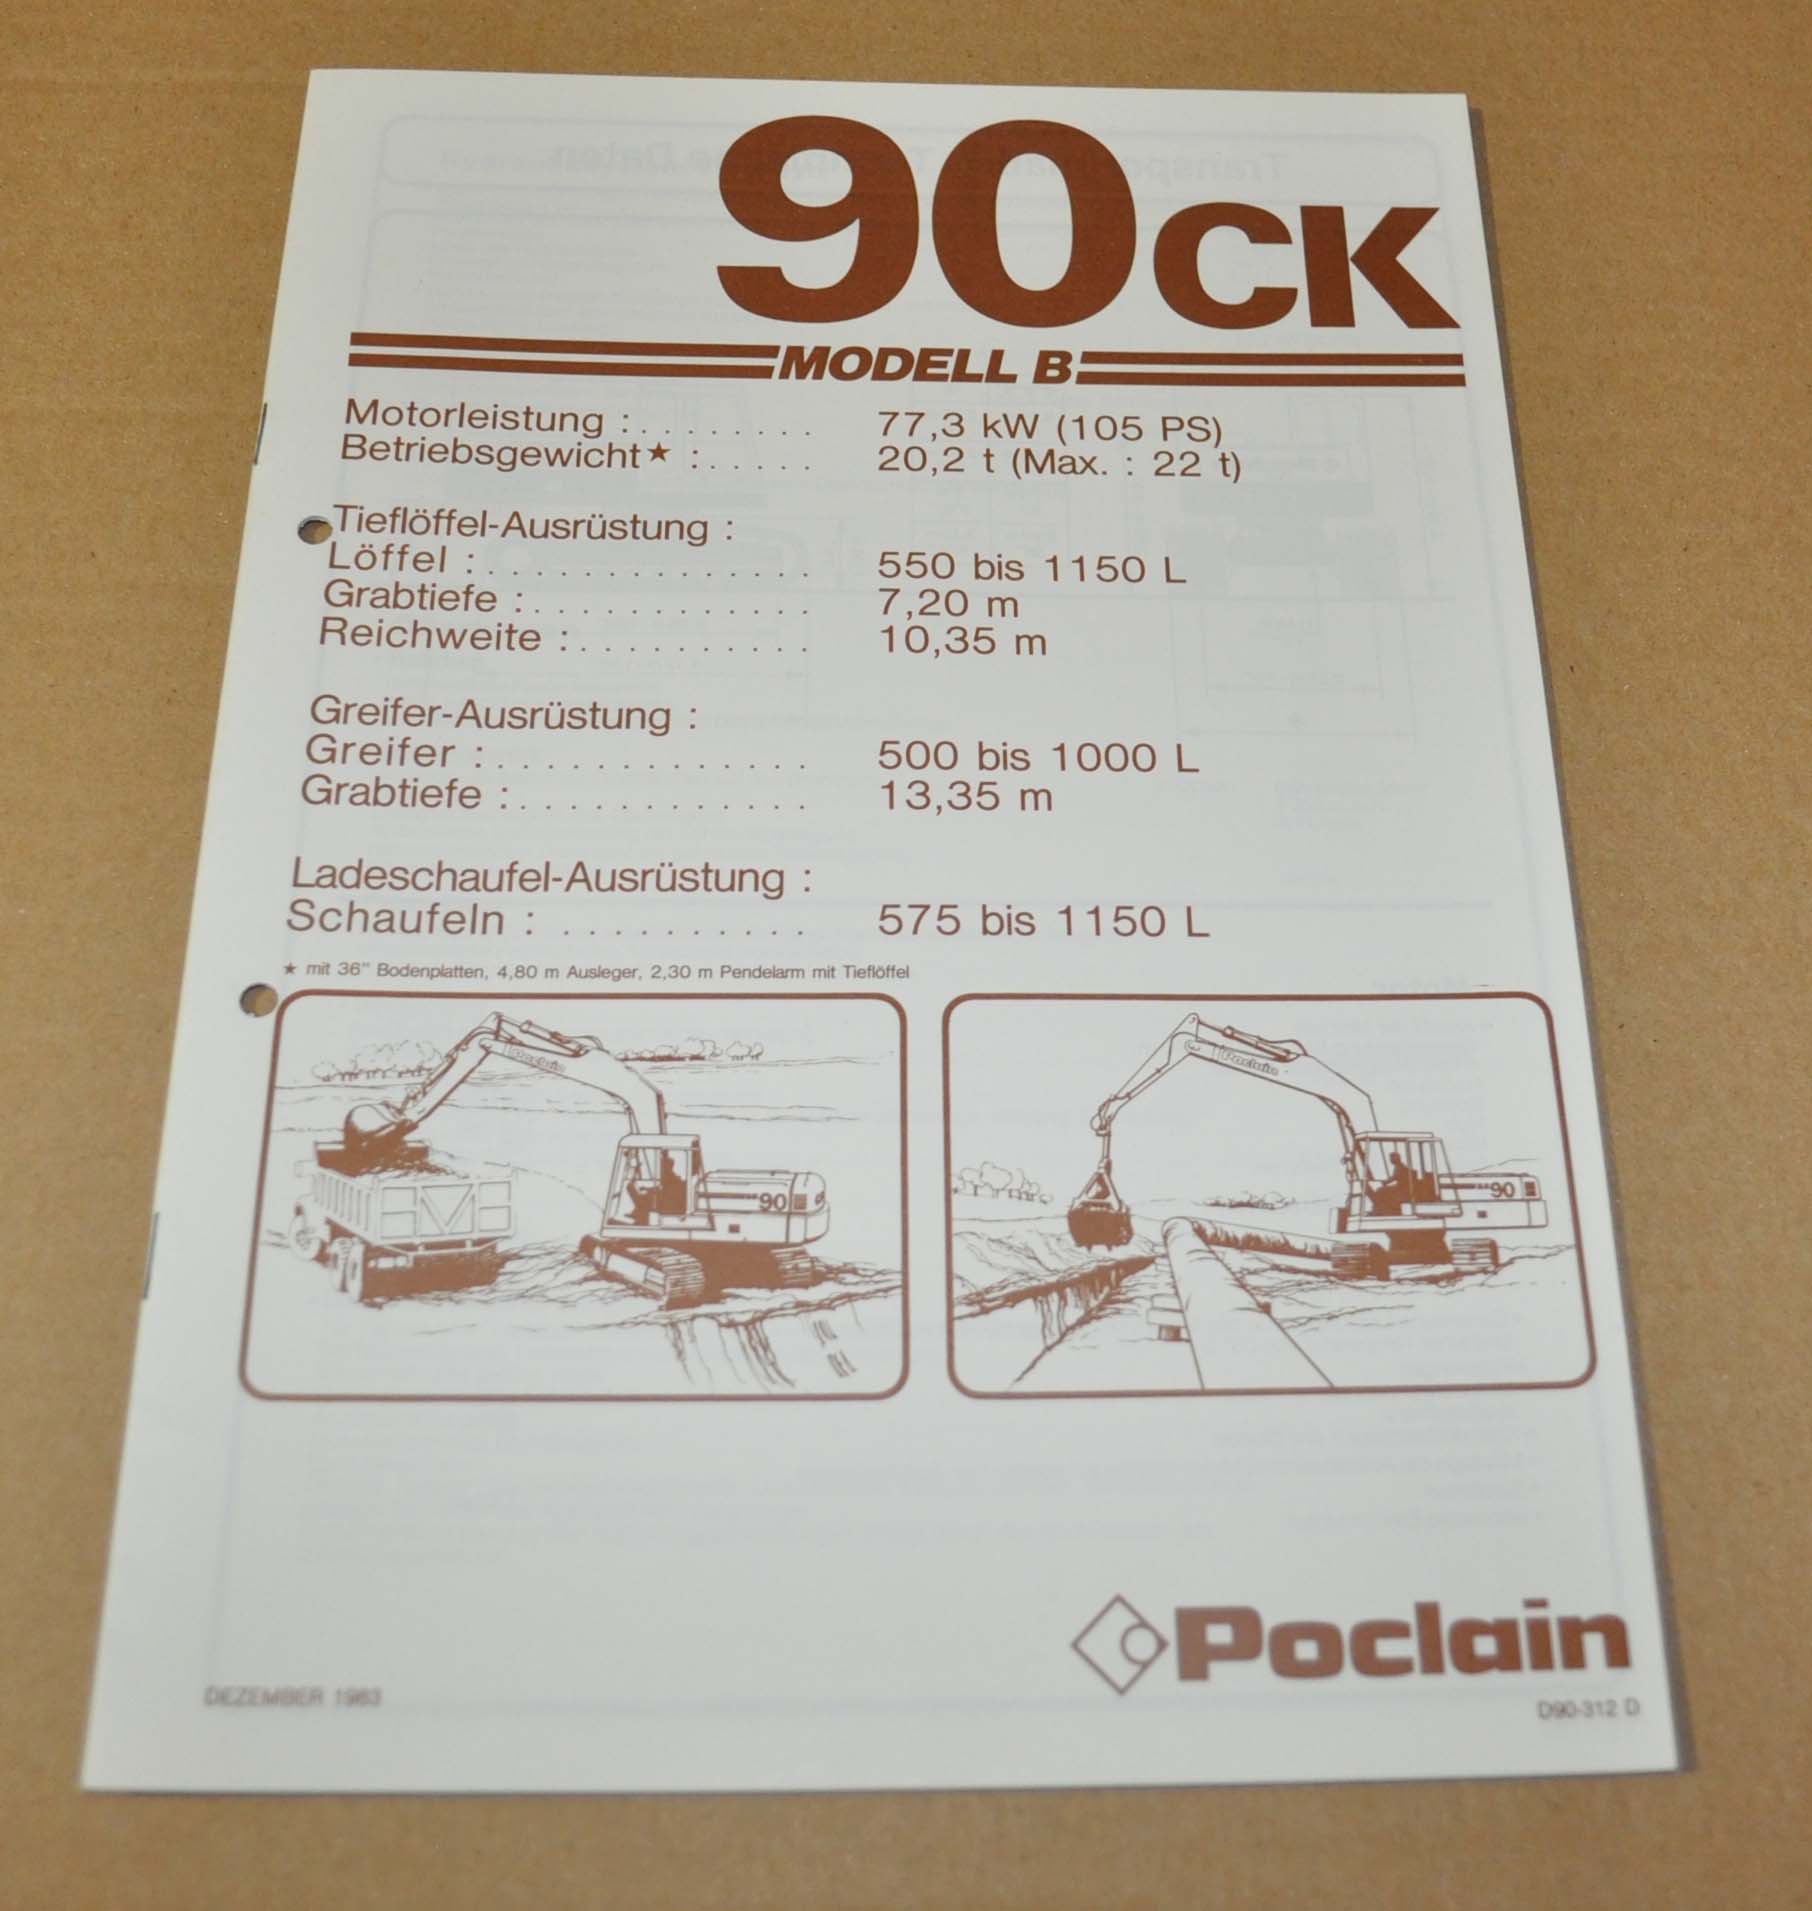 90CK
MODELL B
Motorleistung : . . . . . . . . 77,3 kW (105 PS)
Betriebsgewicht★ : . . . . . 20,2 t (Max. : 22 t)
Tieflöffel-Ausrüstung :
Löffel : . . . . . . . . . . . . . . 550 bis 1150 L
Grabtiefe : . . . . . . . . . . . . 7,20 m
Reichweite : . . . . . . . . . . . 10,35 m
Greifer-Ausrüstung :
Greifer : . . . . . . . . . . . . . 500 bis 1000 L
Grabtiefe : . . . . . . . . . . . . 13,35 m
Ladeschaufel-Ausrüstung :
Schaufeln : . . . . . . . . . . 575 bis 1150 L
★ mit 36" Bodenplatten, 4,80 m Ausleger, 2,30 m Pendelarm mit Tieflöffel
Poclain
90
Poclain
90
Poclain
DEZEMBER 1983
D90-312 D